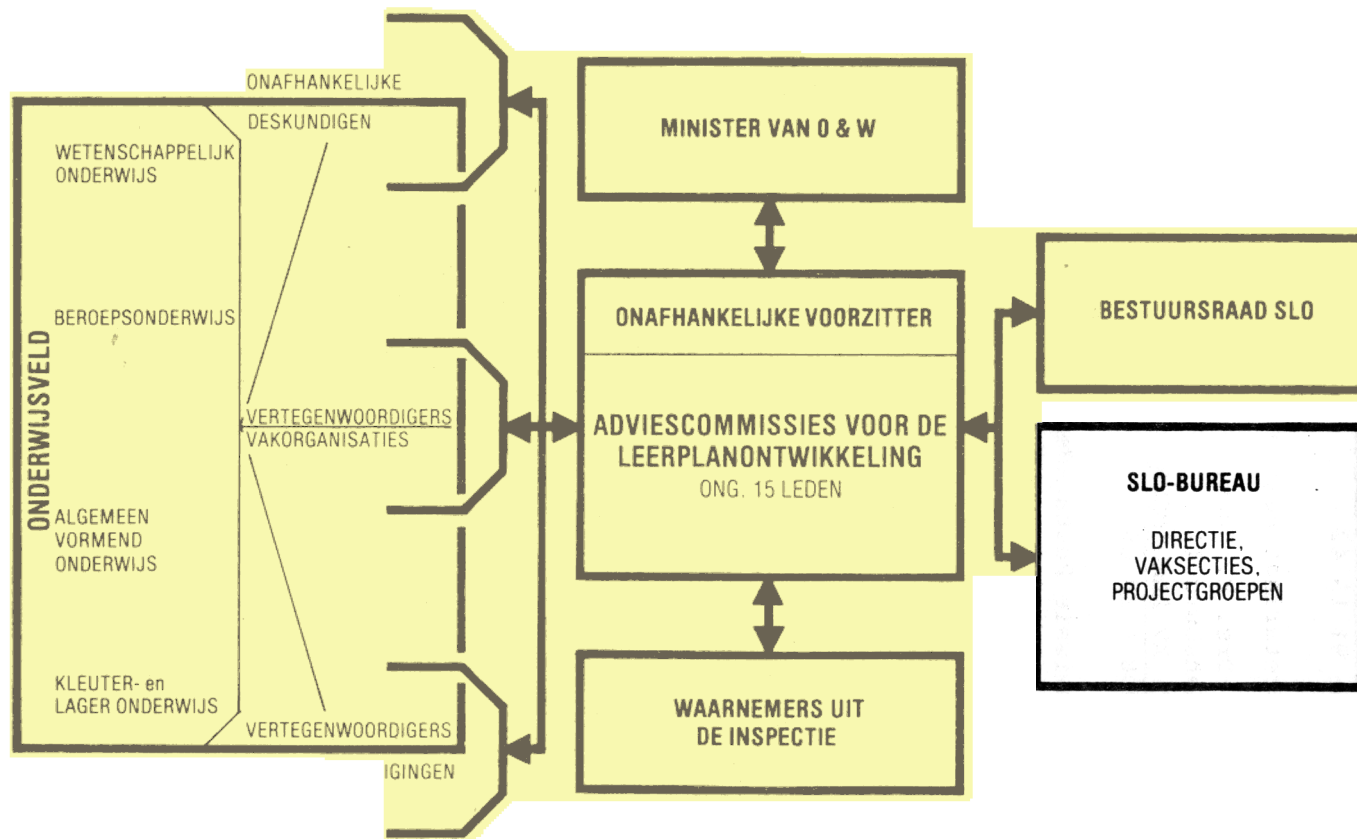 ONAFHANKELIJKE
DESKUNDIGEN
WETENSCHAPPELIJK
ONDERWIJS
BEROEPSONDERWIJS
ONDERWIJSVELD
VERTEGENWOORDIGERS
VAKORGANISATIES
ALGEMEEN
VORMEND
ONDERWIJS
KLEUTER- en
LAGER ONDERWIJS
VERTEGENWOORDIGERS
IGINGEN
MINISTER VAN O & W
ONAFHANKELIJKE VOORZITTER
ADVIESCOMMISSIES VOOR DE
LEERPLANONTWIKKELING
ONG. 15 LEDEN
WAARNEMERS UIT
DE INSPECTIE
BESTUURSRAAD SLO
SLO-BUREAU
DIRECTIE,
VAKSECTIES,
PROJECTGROEPEN